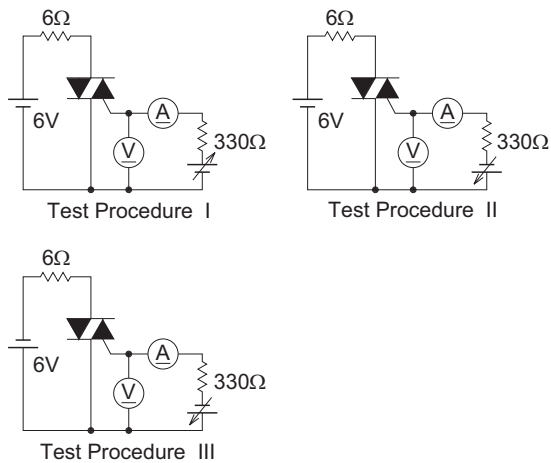 6Ω
6V
A
V
330Ω
Test Procedure I
6Ω
6V
A
V
330Ω
Test Procedure II
6Ω
6V
A
V
330Ω
Test Procedure III